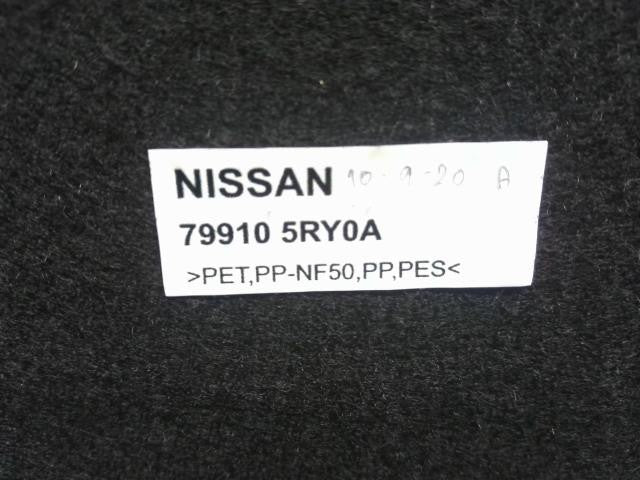 NISSAN 10-9-20 A
79910 5RY0A
>PET,PP-NF50,PP,PES<